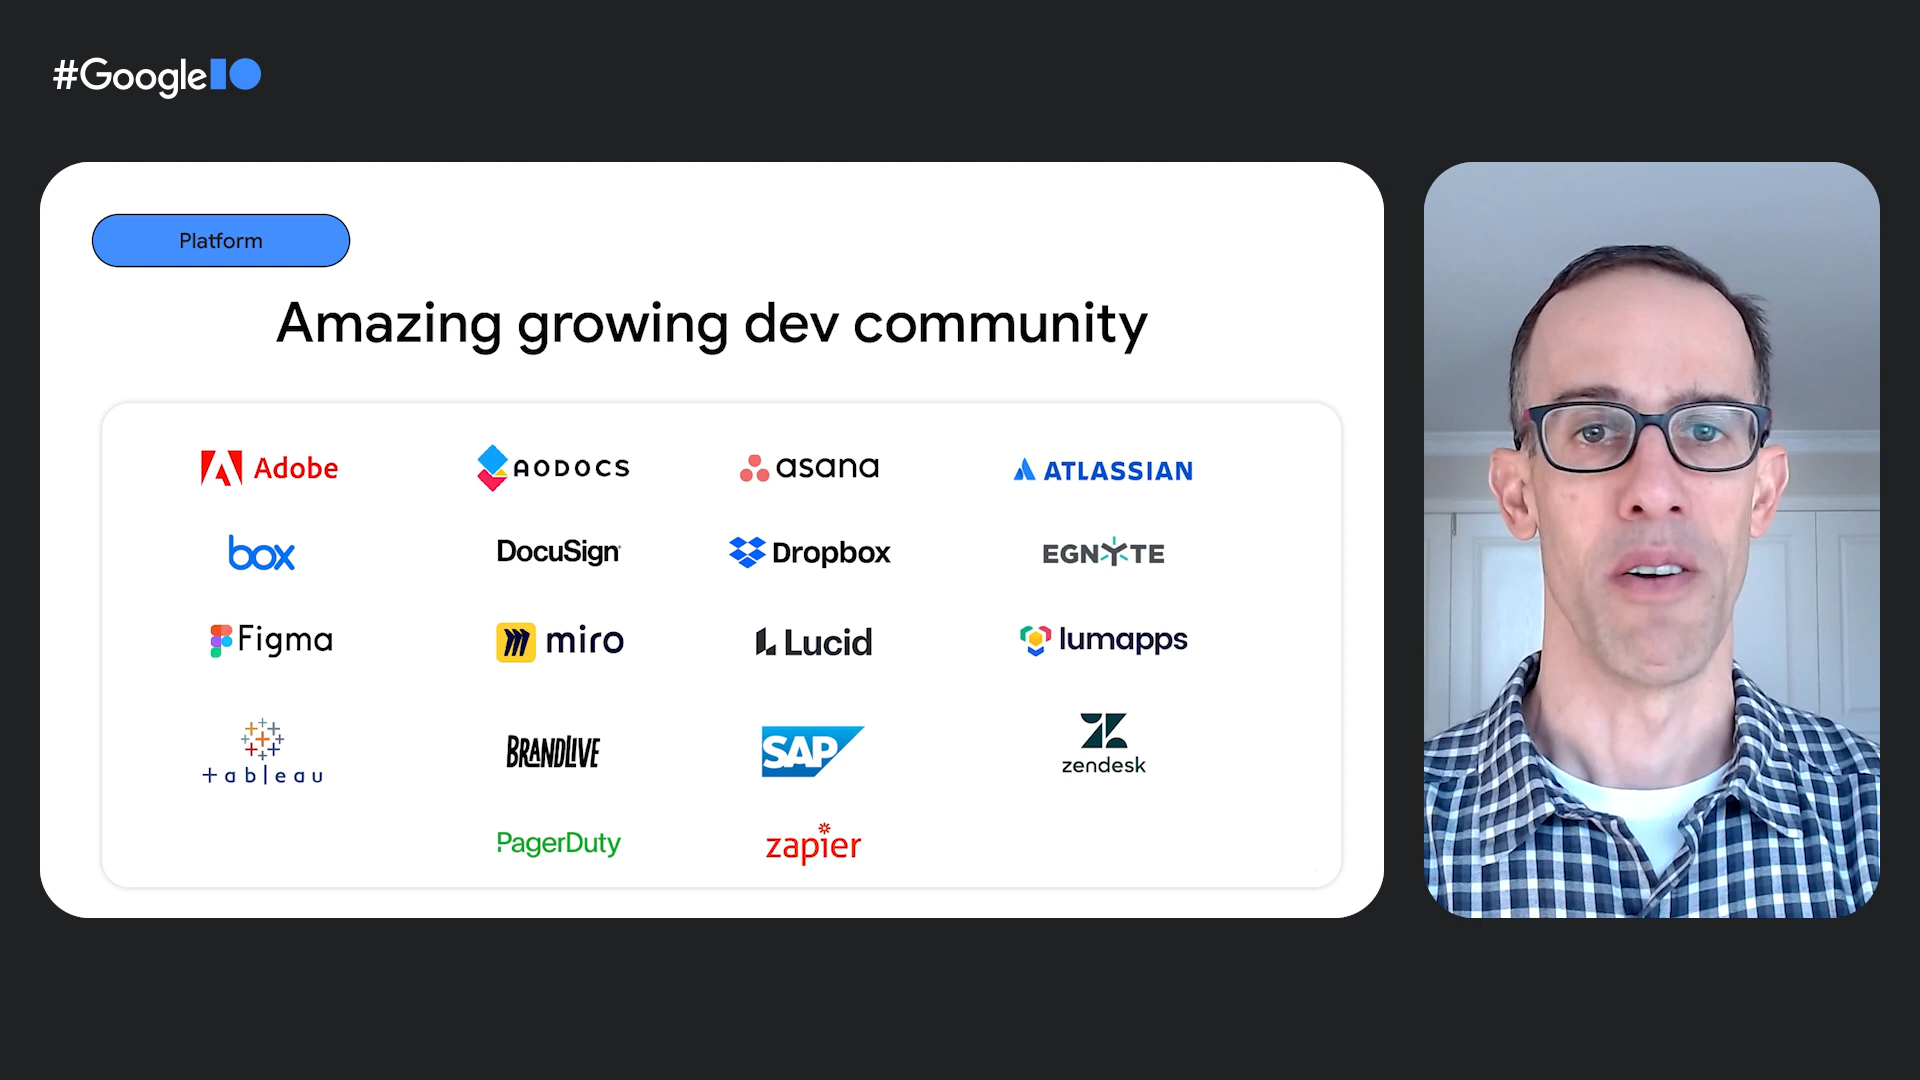 #GoogleIO
Platform
Amazing growing dev community
Adobe
AODOCS
asana
ATLASSIAN
box
DocuSign
Dropbox
EGNYTE
Figma
miro
Lucid
lumapps
+ableau
BRANDLIVE
SAP
zendesk
PagerDuty
zapier